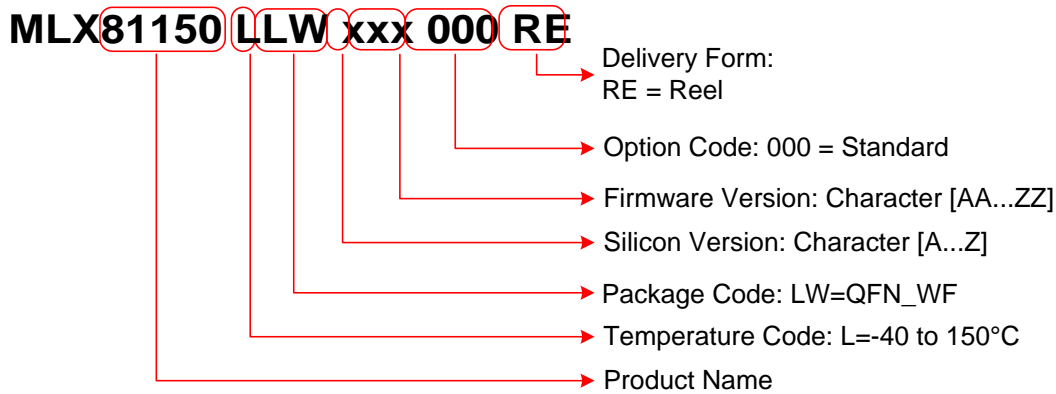 MLX81150 LLW xxx 000 RE
Delivery Form:
RE = Reel
Option Code: 000 = Standard
Firmware Version: Character [AA...ZZ]
Silicon Version: Character [A...Z]
Package Code: LW=QFN_WF
Temperature Code: L=-40 to 150°C
Product Name